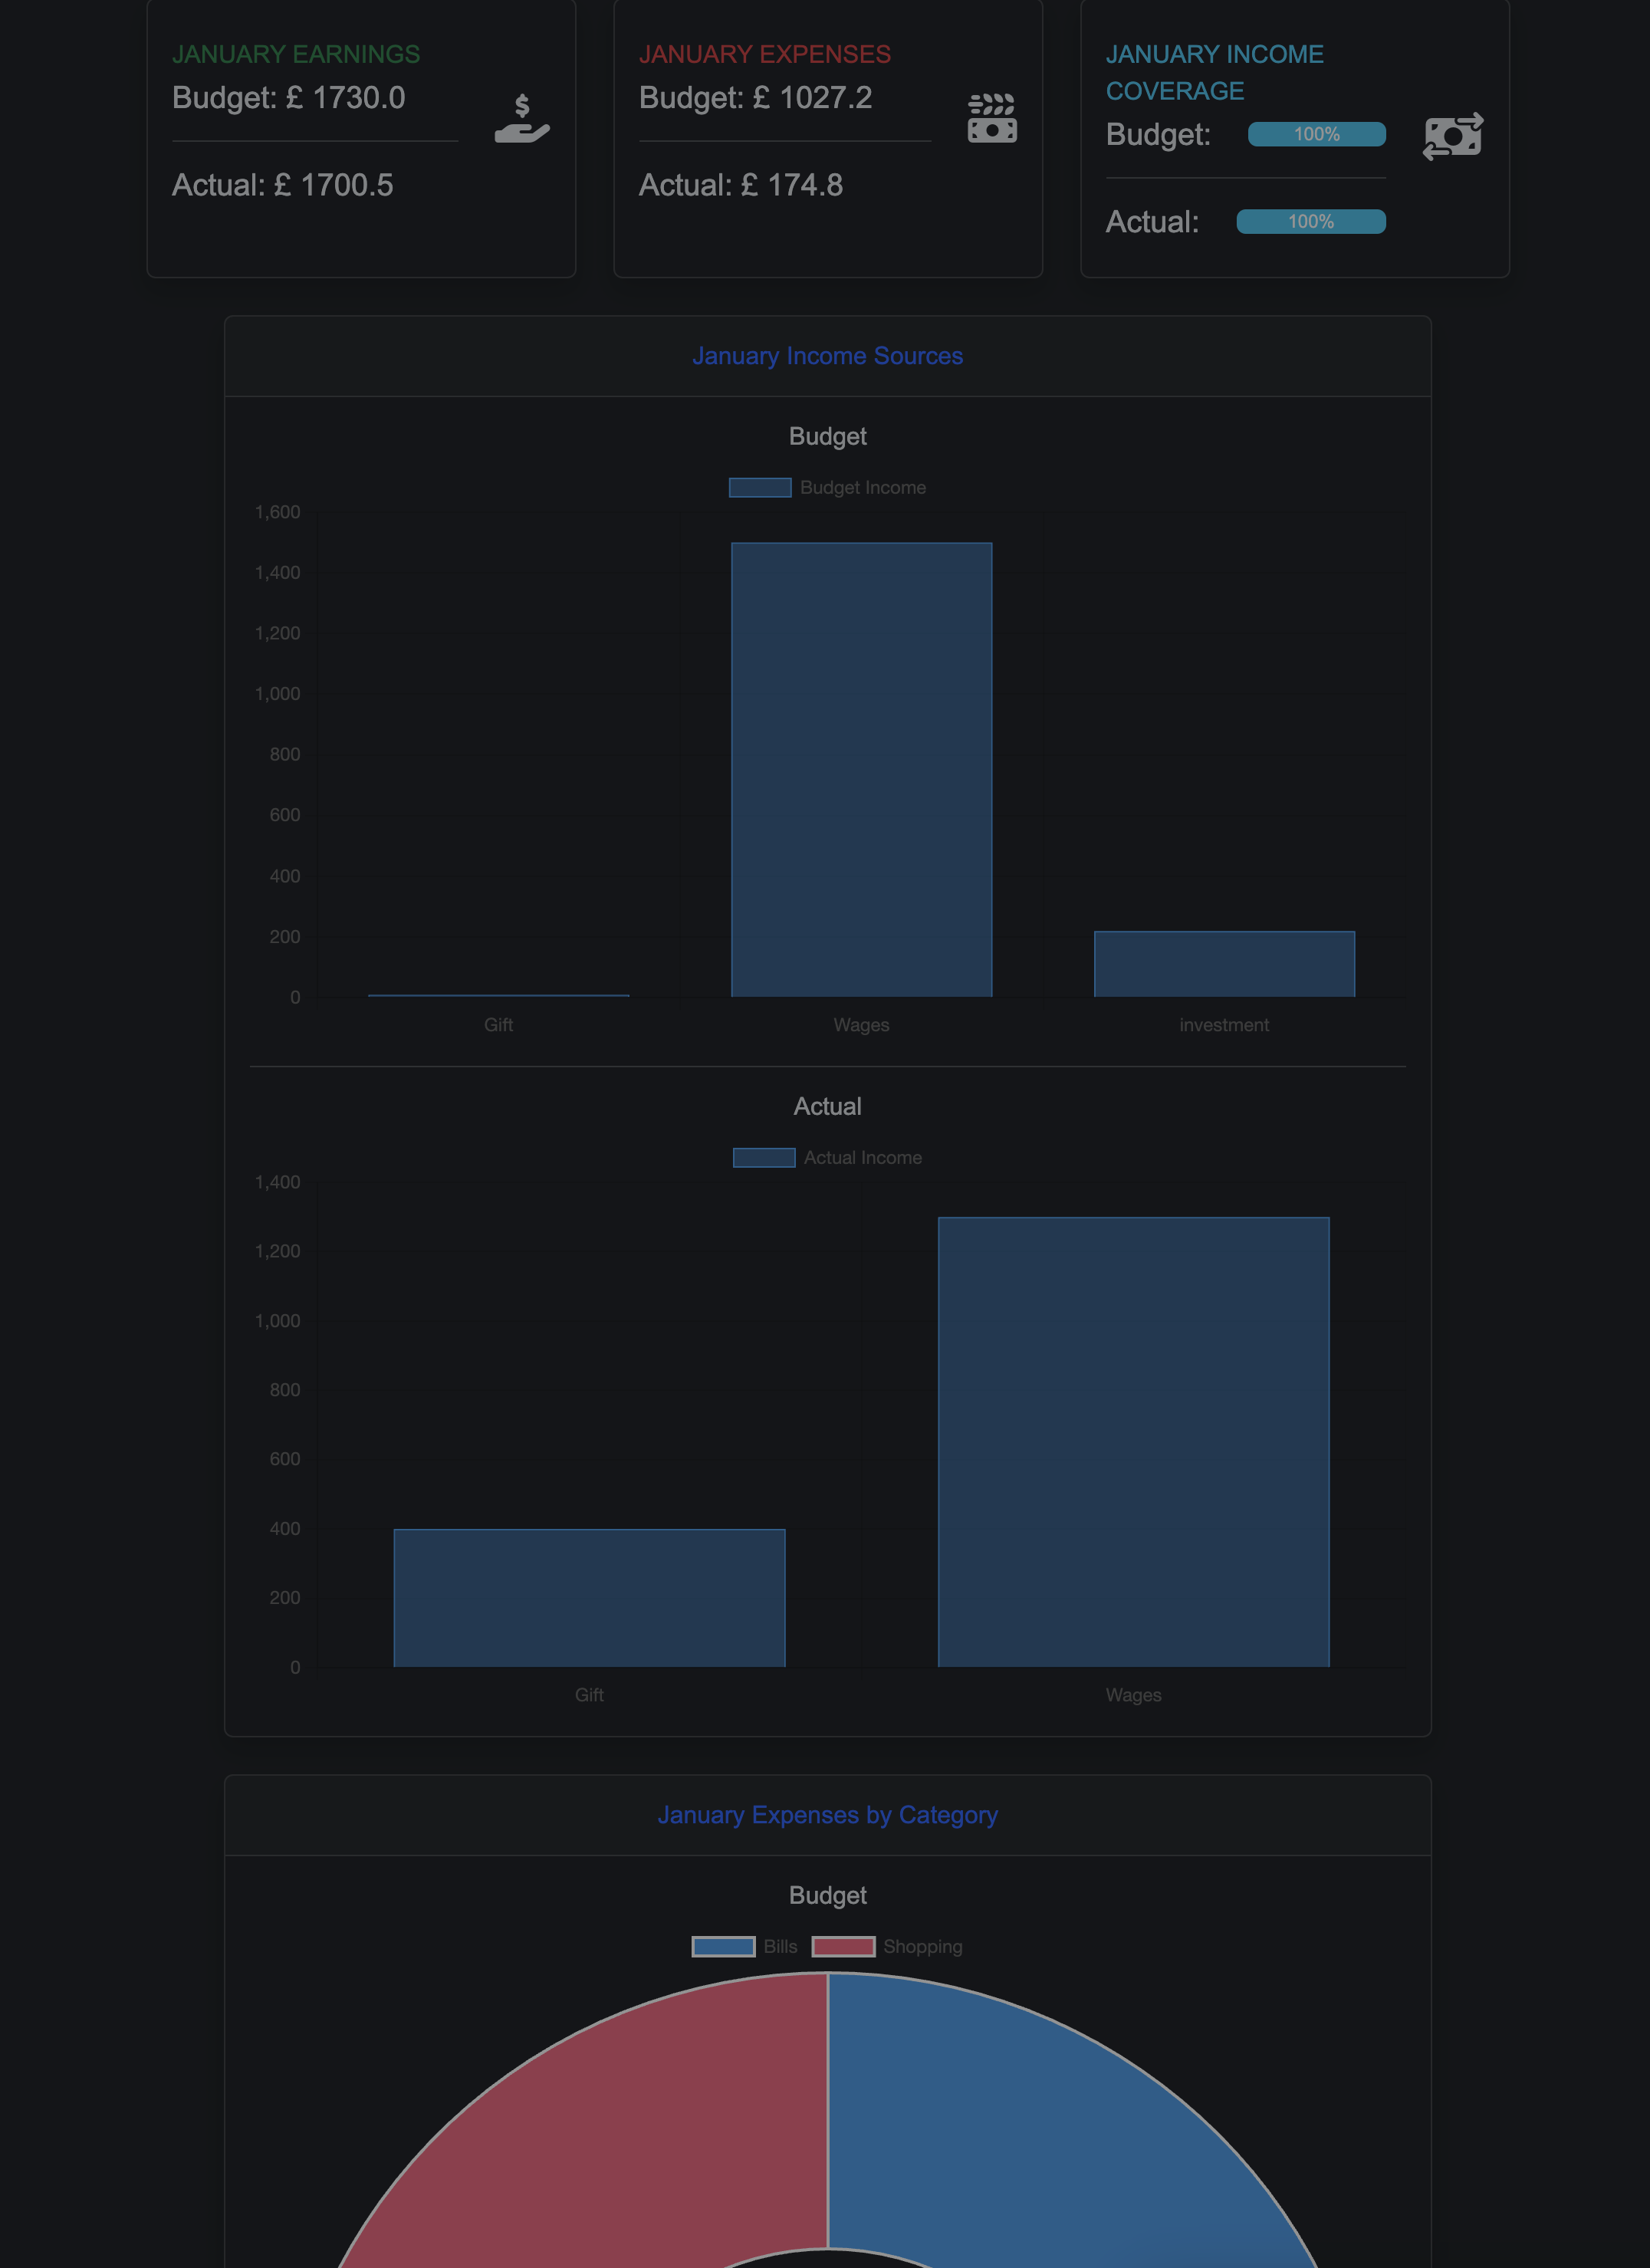 JANUARY EARNINGS
Budget: £ 1730.0
Actual: £ 1700.5
JANUARY EXPENSES
Budget: £ 1027.2
Actual: £ 174.8
JANUARY INCOME
COVERAGE
Budget: 100%
Actual: 100%
January Income Sources
Budget
Budget Income
1,600
1,400
1,200
1,000
800
600
400
200
0
Gift Wages investment
Actual
Actual Income
1,400
1,200
1,000
800
600
400
200
0
Gift Wages
January Expenses by Category
Budget
Bills Shopping